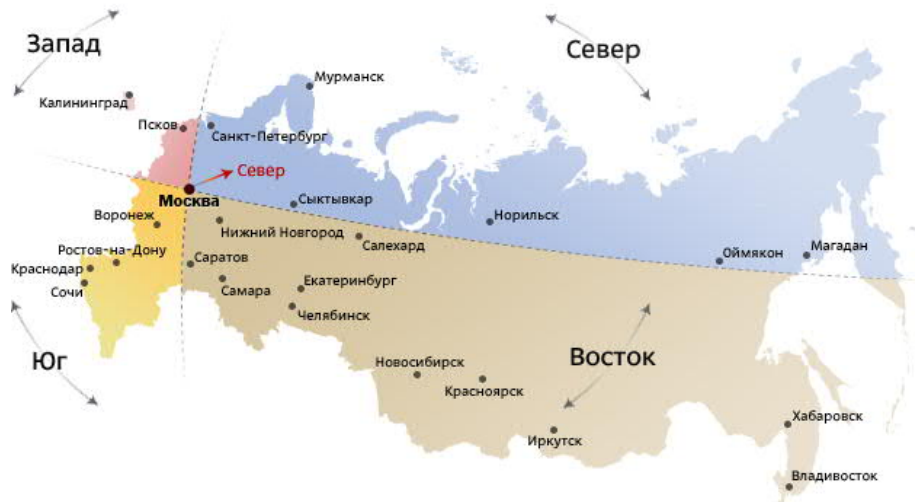 Запад
Север
Мурманск
Калининград
Псков
Санкт-Петербург
Север
Москва
Сыктывкар
Воронеж
Норильск
Нижний Новгород
Салехард
Ростов-на-Дону
Саратов
Оймякон
Магадан
Краснодар
Сочи
Самара
Екатеринбург
Челябинск
Юг
Восток
Новосибирск
Красноярск
Хабаровск
Иркутск
Владивосток